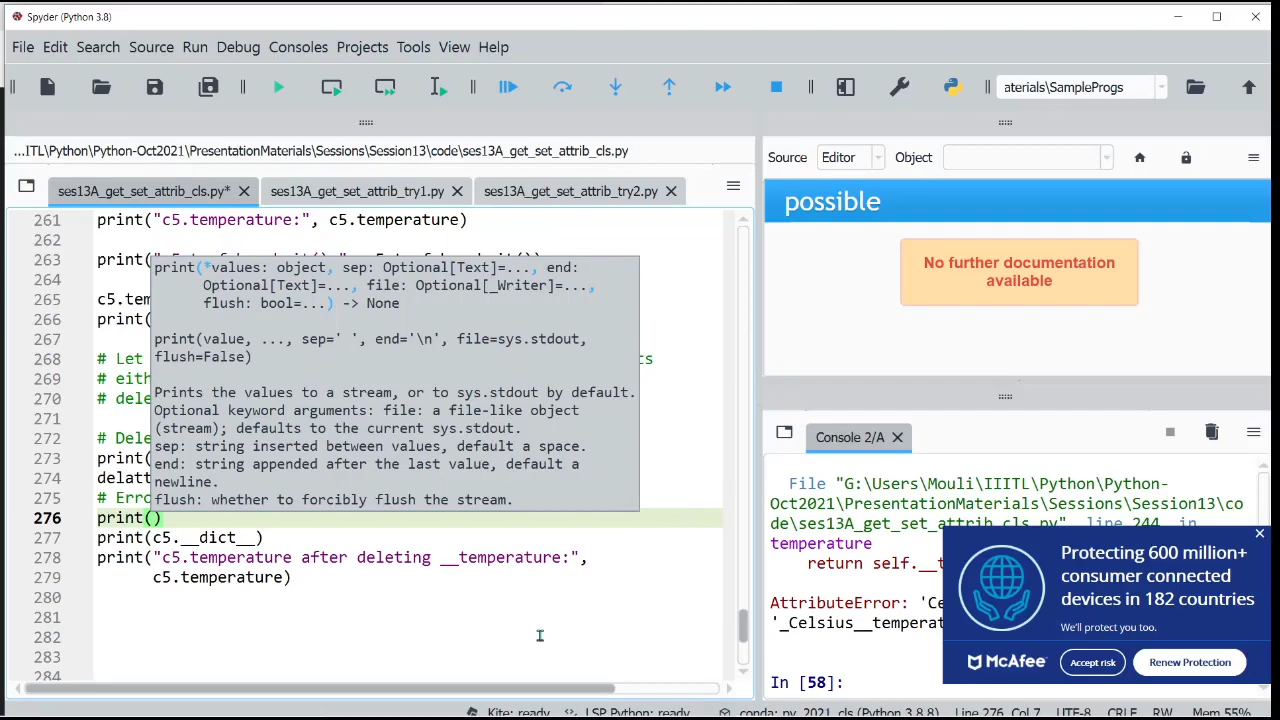 Spyder (Python 3.8)
File Edit Search Source Run Debug Consoles Projects Tools View Help
aterials\SampleProgs
...ITL\Python\Python-Oct2021\PresentationMaterials\Sessions\Session13\code\ses13A_get_set_attrib_cls.py
ses13A_get_set_attrib_cls.py* ses13A_get_set_attrib_try1.py ses13A_get_set_attrib_try2.py
261 print("c5.temperature:", c5.temperature)
262
263 print(
264
265 c5.tem
266 print(
267
268 # Let ts
269 # eith
270 # dele
271
272 # Dele
273 print(
274 delatt
275 # Erro
276 print()
277 print(c5.__dict__)
278 print("c5.temperature after deleting __temperature:",
279 c5.temperature)
280
281
282
283
284
print(*values: object, sep: Optional[Text]=..., end:
Optional[Text]=..., file: Optional[_Writer]=...,
flush: bool=...) -> None
print(value, ..., sep=' ', end='\n', file=sys.stdout,
flush=False)
Prints the values to a stream, or to sys.stdout by default.
Optional keyword arguments: file: a file-like object
(stream); defaults to the current sys.stdout.
sep: string inserted between values, default a space.
end: string appended after the last value, default a
newline.
flush: whether to forcibly flush the stream.
Source Editor Object
possible
No further documentation
available
Console 2/A
File "G:\Users\Mouli\IIITL\Python\Python-
Oct2021\PresentationMaterials\Sessions\Session13\co
de\ses13A_get_set_attrib_cls.py", line 244, in
temperature
return self.__t
AttributeError: 'Ce
'_Celsius__temperat
In [58]:
Protecting 600 million+
consumer connected
devices in 182 countries
We'll protect you too.
McAfee Accept risk Renew Protection
Kite: ready LSP Python: ready conda: py_2021_cls (Python 3.8.8) Line 276, Col 7 UTF-8 CRLF RW Mem 55%